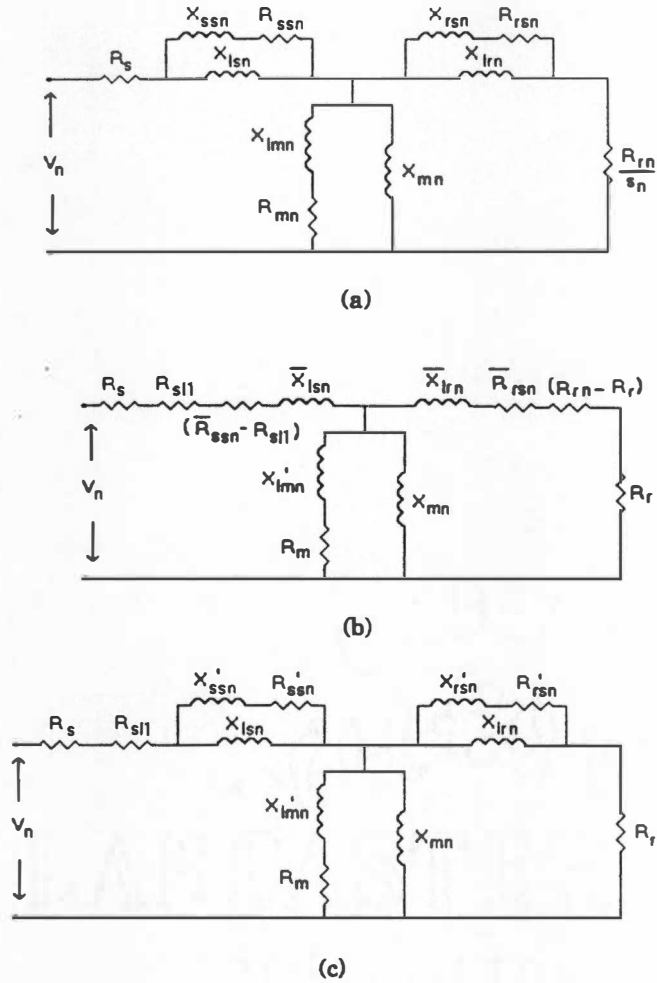 Xssn Rssn Xrsn Rrsn
Rs Xlsn Xlrn
Vn Xlmn Rmn Xmn Rrn/sn
(a)
Rs Rsl1 (R̅ssn - Rsl1) X̅lsn X̅lrn R̅rsn (Rrn - Rr)
Vn X'lmn Rm Xmn Rr
(b)
X'ssn R'ssn X'rsn R'rsn
Rs Rsl1 Xlsn Xlrn
Vn X'lmn Rm Xmn Rr
(c)